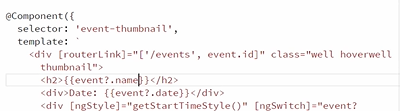 @Component({
selector: 'event-thumbnail',
template: `
<div [routerLink]="['/events', event.id]" class="well hoverwell
thumbnail">
<h2>{{event?.name}}</h2>
<div>Date: {{event?.date}}</div>
<div [ngStyle]="getStartTimeStyle()" [ngSwitch]="event?